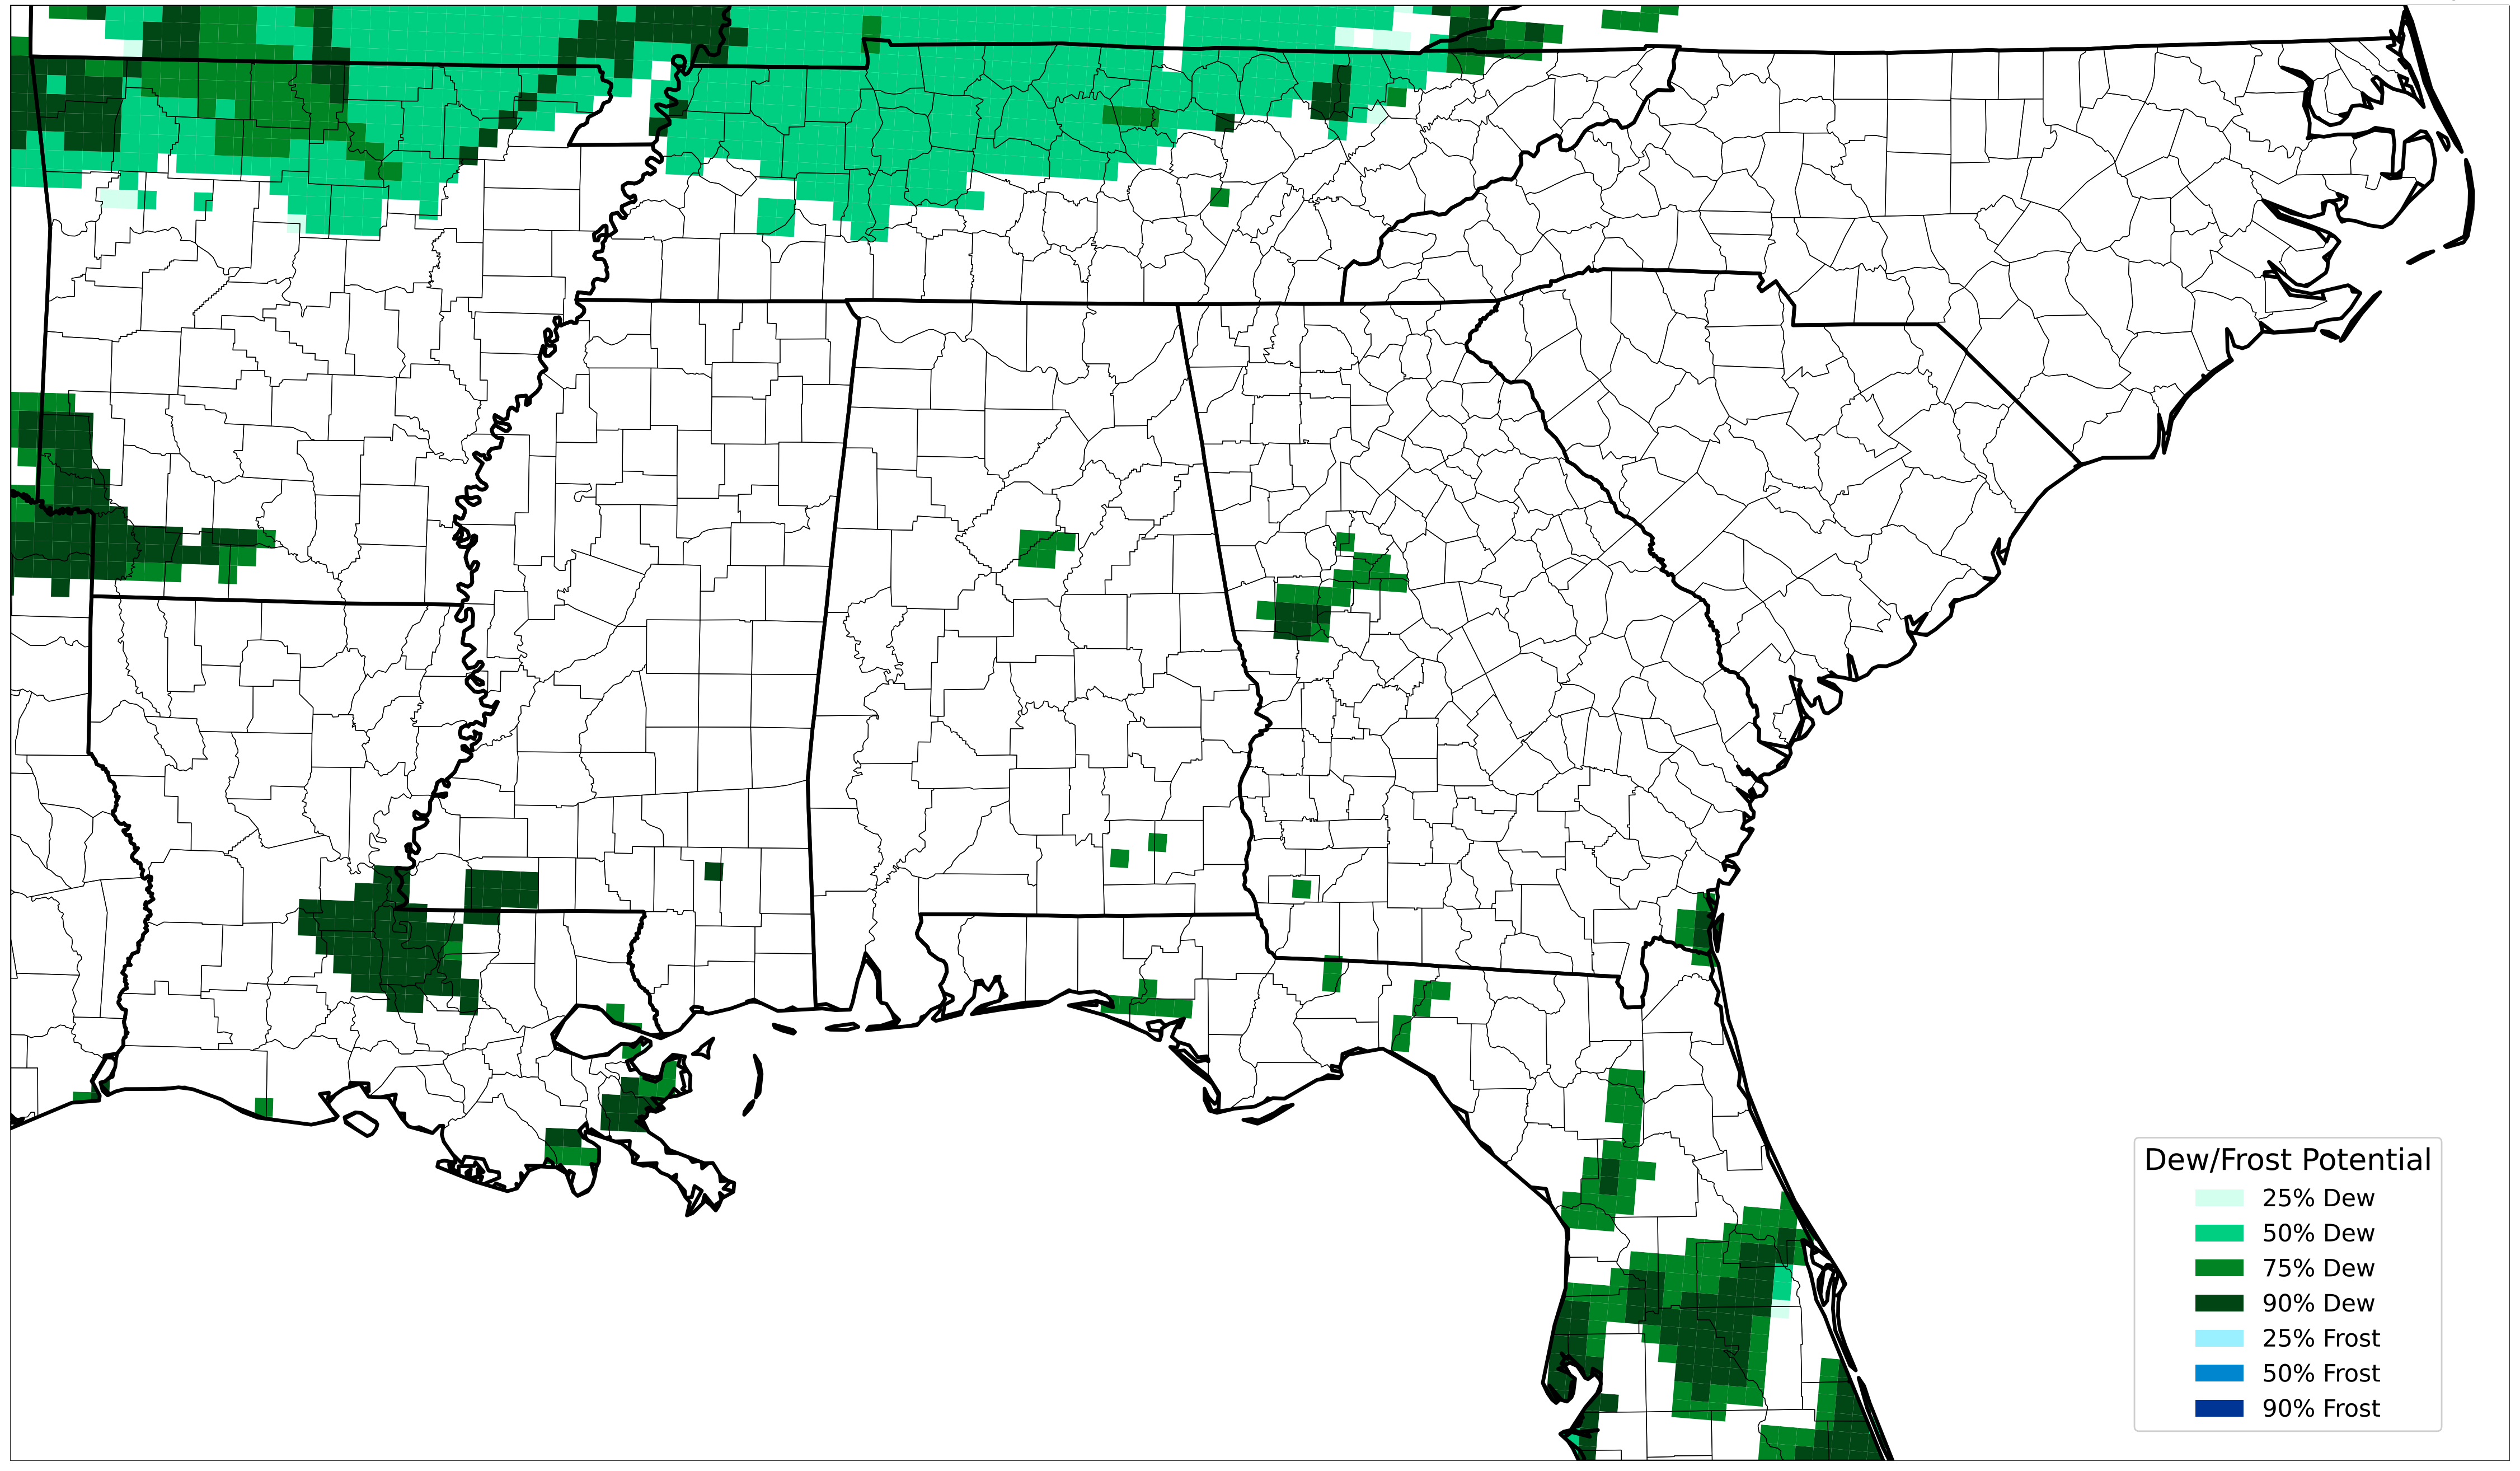 Dew/Frost Potential
25% Dew
50% Dew
75% Dew
90% Dew
25% Frost
50% Frost
90% Frost